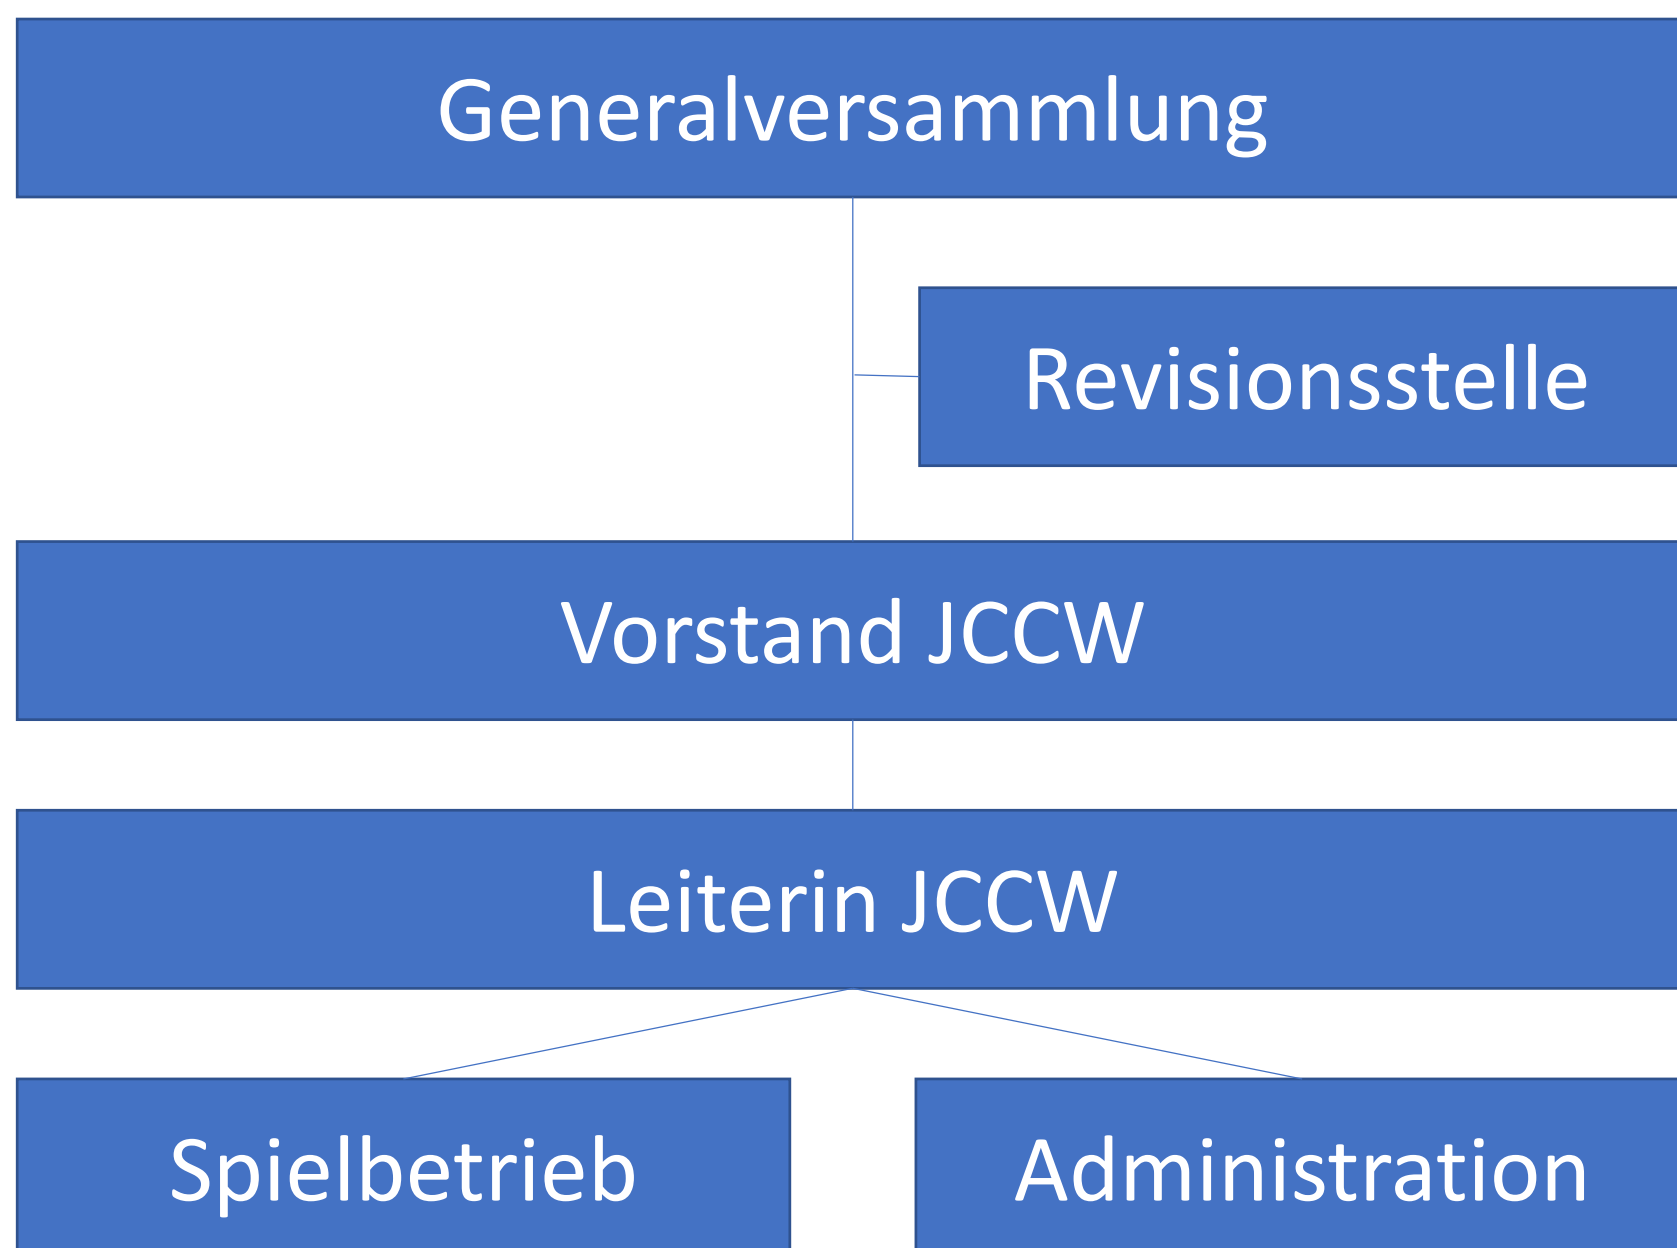 Generalversammlung
Revisionsstelle
Vorstand JCCW
Leiterin JCCW
Spielbetrieb
Administration